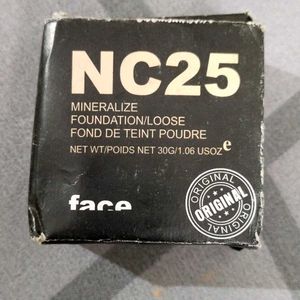 NC25
MINERALIZE
FOUNDATION/LOOSE
FOND DE TEINT POUDRE
NET WT/POIDS NET 30G/1.06 USOZ e
face
ORIGINAL
ORIGINAL
ORIGINAL